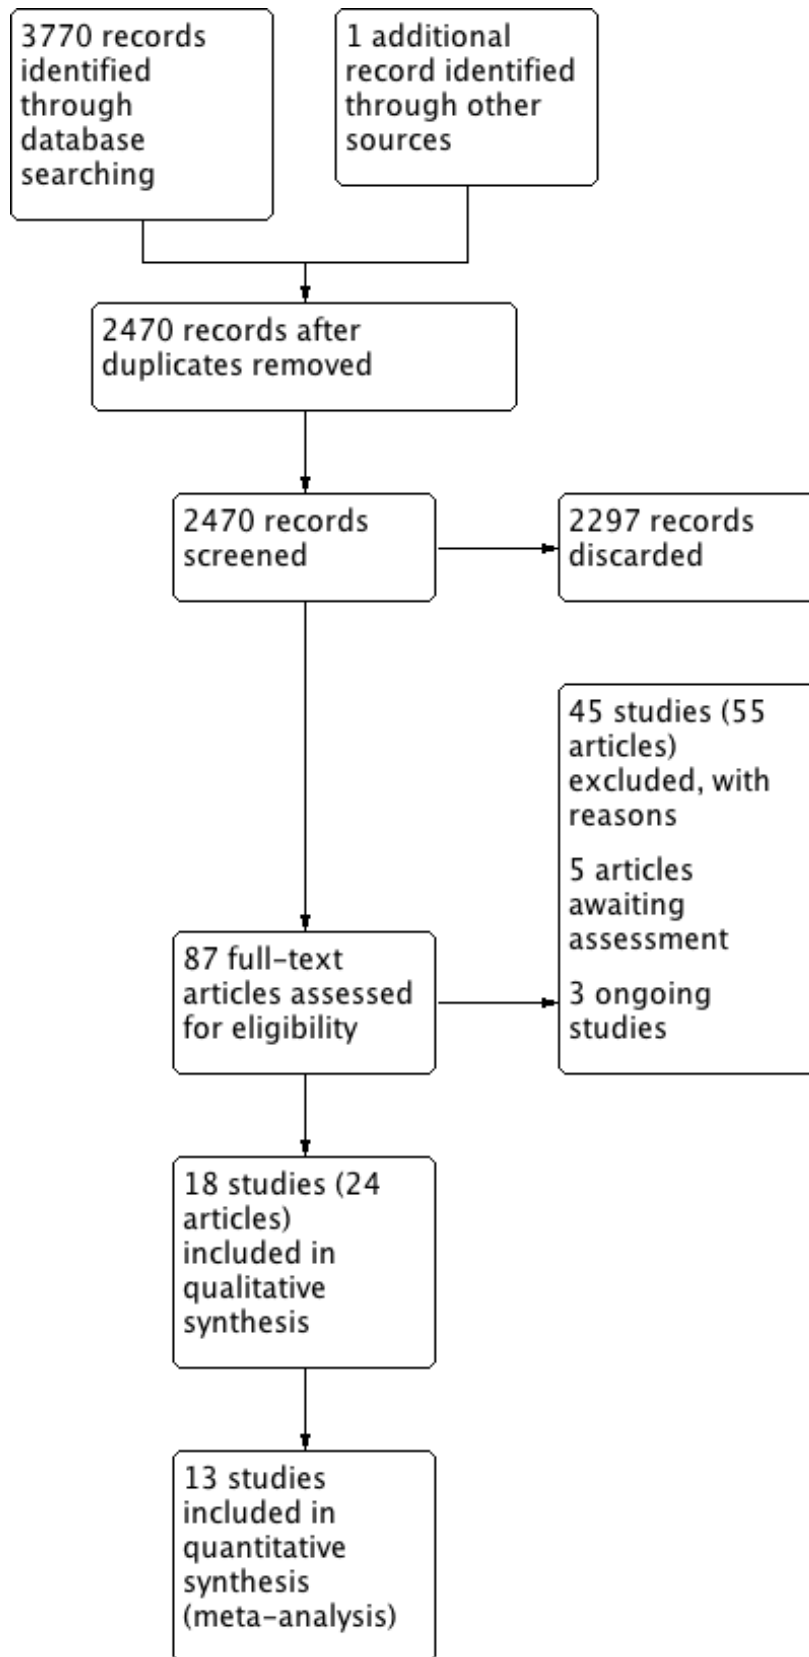 3770 records
identified
through
database
searching
1 additional
record identified
through other
sources
2470 records after
duplicates removed
2470 records
screened
2297 records
discarded
45 studies (55
articles)
excluded, with
reasons
5 articles
awaiting
assessment
3 ongoing
studies
87 full-text
articles assessed
for eligibility
18 studies (24
articles)
included in
qualitative
synthesis
13 studies
included in
quantitative
synthesis
(meta-analysis)